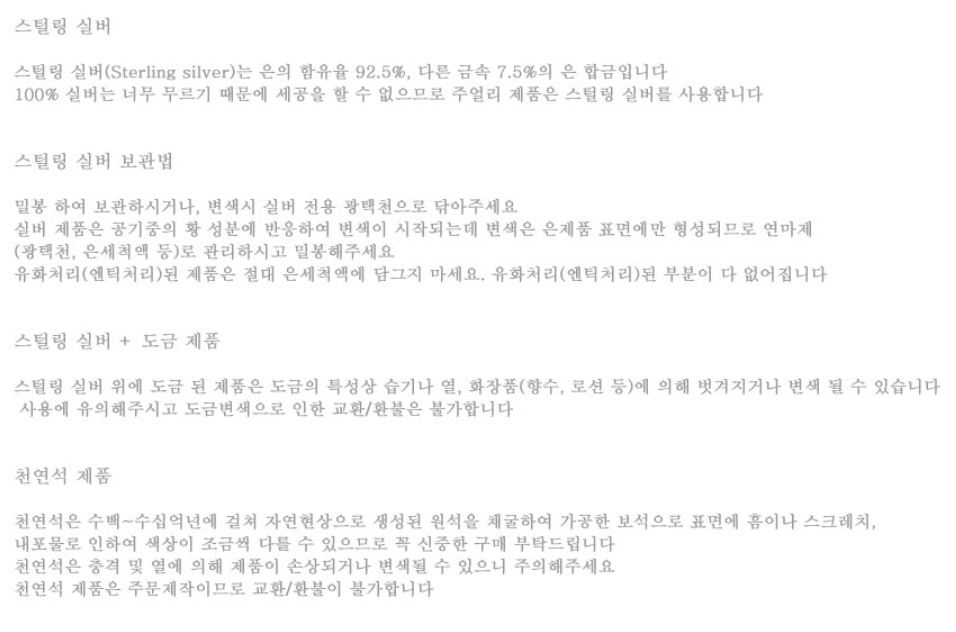 스털링 실버
스털링 실버(Sterling silver)는 은의 함유율 92.5%, 다른 금속 7.5%의 은 합금입니다
100% 실버는 너무 무르기 때문에 세공을 할 수 없으므로 주얼리 제품은 스털링 실버를 사용합니다
스털링 실버 보관법
밀봉 하여 보관하시거나, 변색시 실버 전용 광택천으로 닦아주세요
실버 제품은 공기중의 황 성분에 반응하여 변색이 시작되는데 변색은 은제품 표면에만 형성되므로 연마제
(광택천, 은세척액 등)로 관리하시고 밀봉해주세요
유화처리(엔틱처리)된 제품은 절대 은세척액에 담그지 마세요. 유화처리(엔틱처리)된 부분이 다 없어집니다
스털링 실버 + 도금 제품
스털링 실버 위에 도금 된 제품은 도금의 특성상 습기나 열, 화장품(향수, 로션 등)에 의해 벗겨지거나 변색 될 수 있습니다
사용에 유의해주시고 도금변색으로 인한 교환/환불은 불가합니다
천연석 제품
천연석은 수백~수십억년에 걸쳐 자연현상으로 생성된 원석을 채굴하여 가공한 보석으로 표면에 흠이나 스크레치,
내포물로 인하여 색상이 조금씩 다를 수 있으므로 꼭 신중한 구매 부탁드립니다
천연석은 충격 및 열에 의해 제품이 손상되거나 변색될 수 있으니 주의해주세요
천연석 제품은 주문제작이므로 교환/환불이 불가합니다